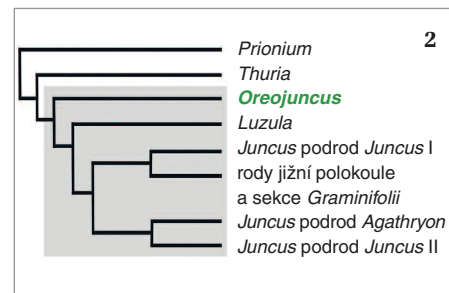 2
Prionium
Thuria
Oreojuncus
Luzula
Juncus podrod Juncus I
rody jižní polokoule
a sekce Graminifolii
Juncus podrod Agathryon
Juncus podrod Juncus II